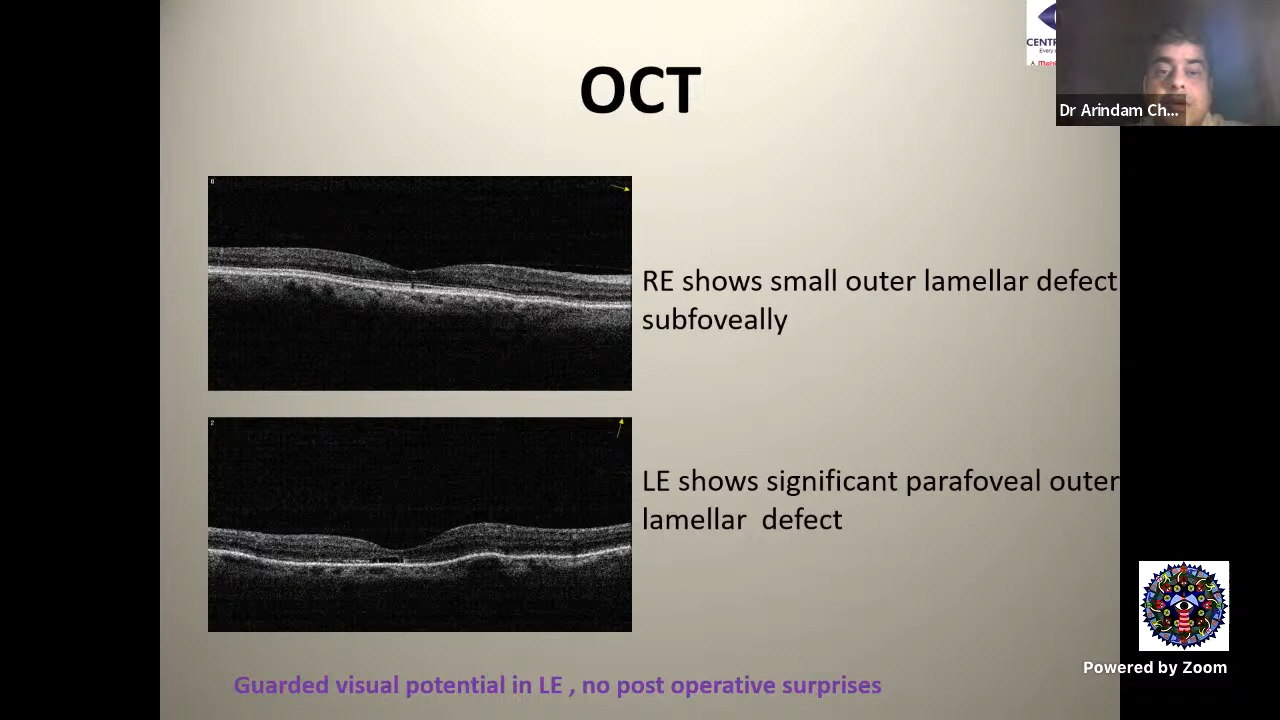 OCT
Dr Arindam Ch...
RE shows small outer lamellar defect
subfoveally
LE shows significant parafoveal outer
lamellar  defect
Guarded visual potential in LE , no post operative surprises
Powered by Zoom